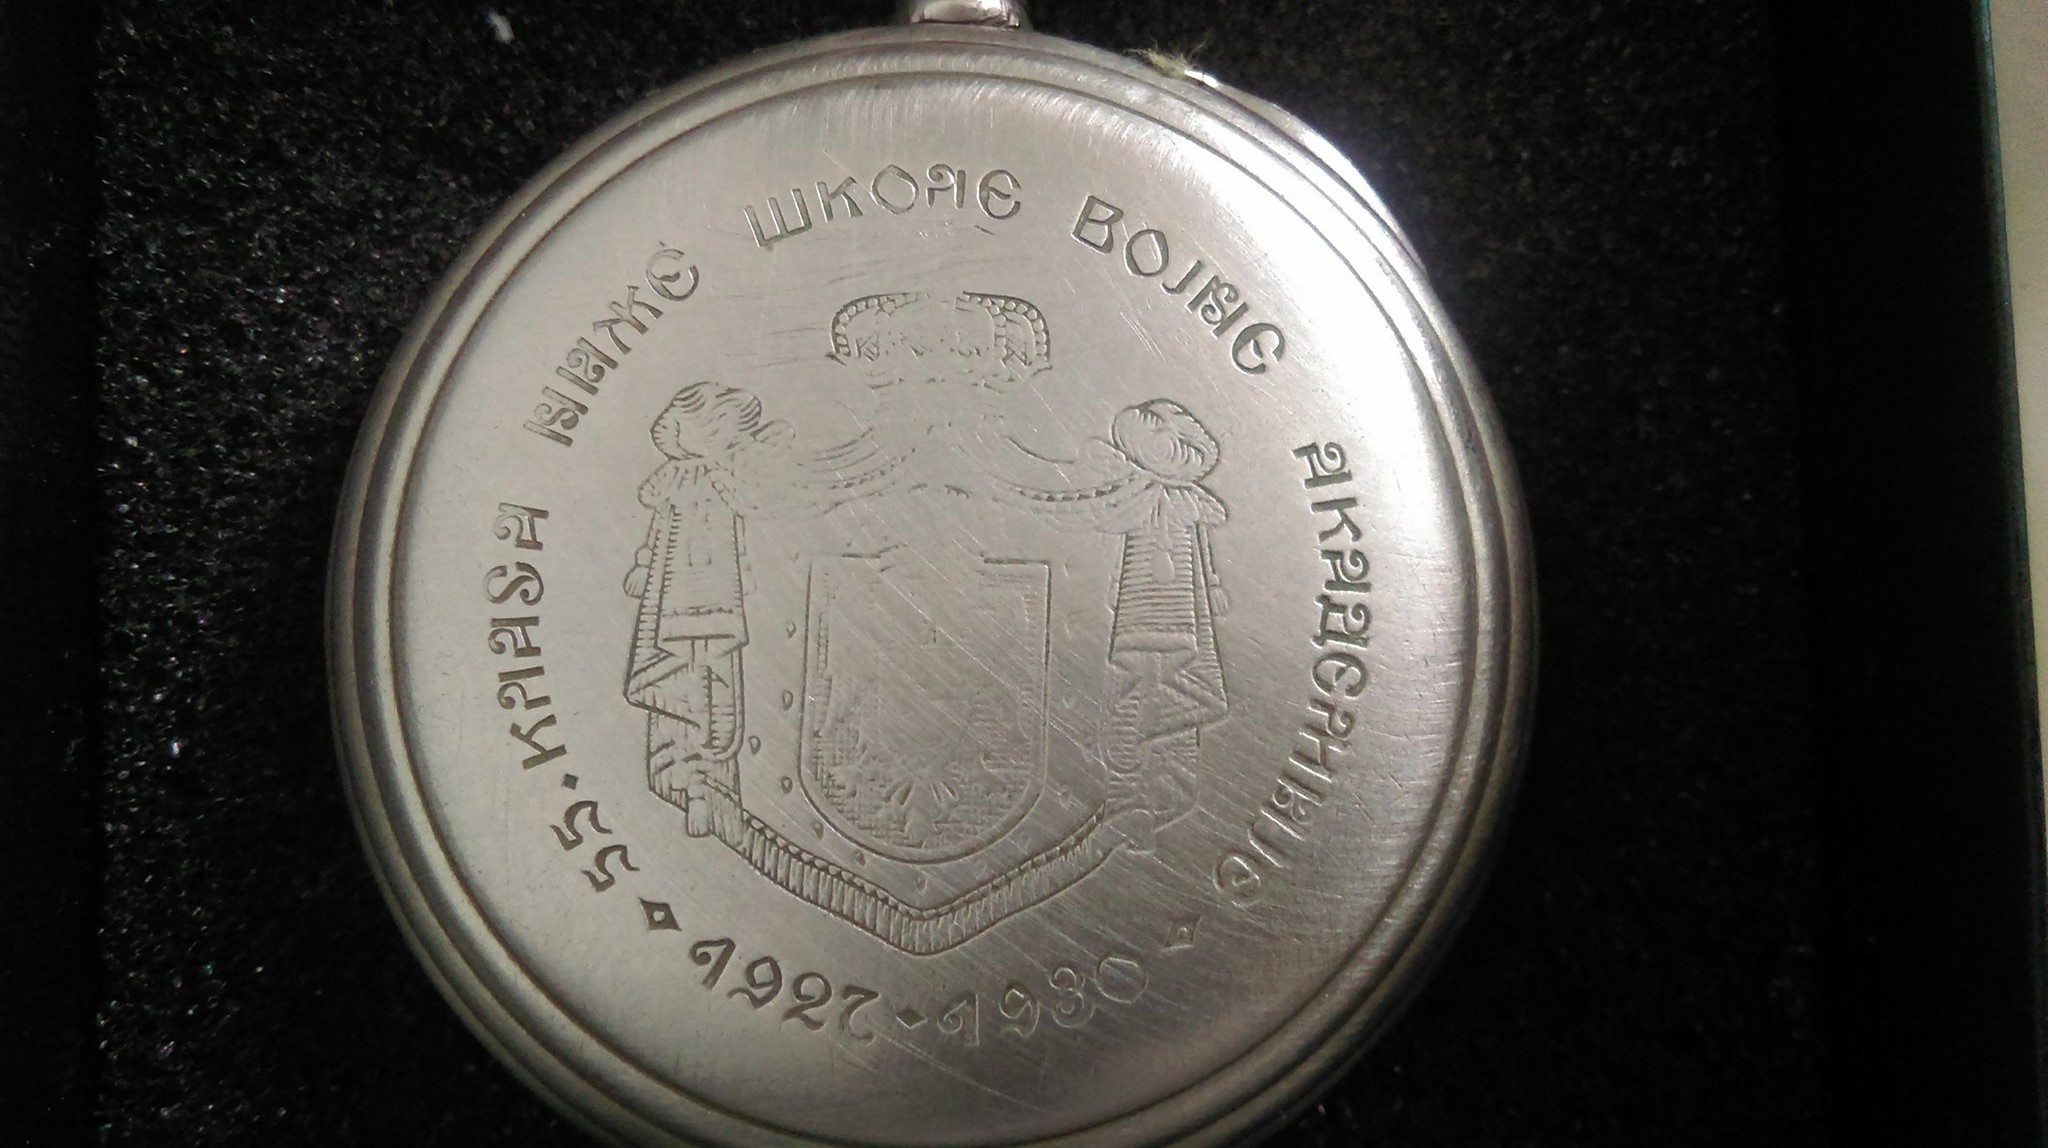 55. КЛАСА НИЖЕ ШКОЛЕ ВОЈНЕ АКАДЕМИЈЕ
1927 • 1930